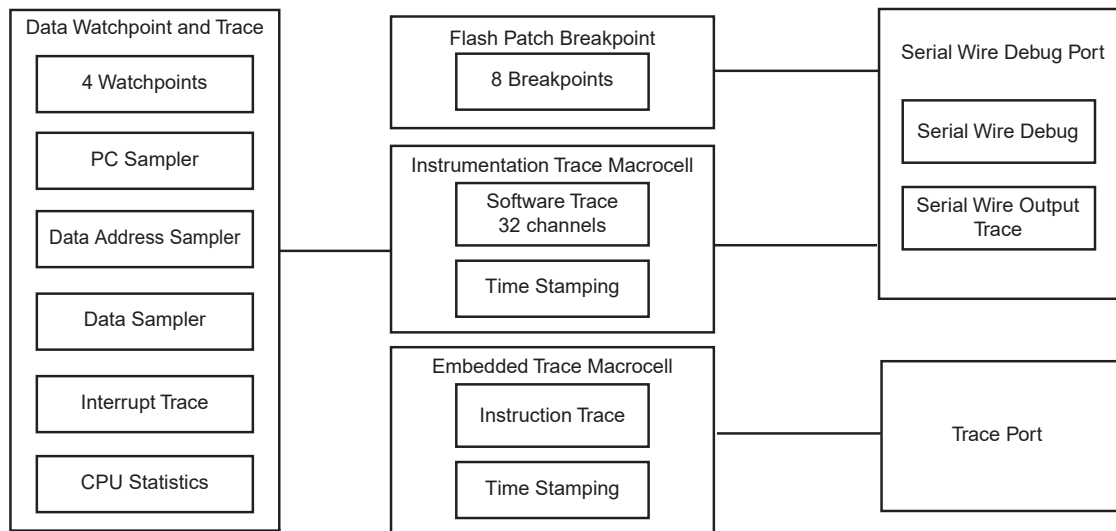 Data Watchpoint and Trace
4 Watchpoints
PC Sampler
Data Address Sampler
Data Sampler
Interrupt Trace
CPU Statistics
Flash Patch Breakpoint
8 Breakpoints
Instrumentation Trace Macrocell
Software Trace
32 channels
Time Stamping
Embedded Trace Macrocell
Instruction Trace
Time Stamping
Serial Wire Debug Port
Serial Wire Debug
Serial Wire Output
Trace
Trace Port